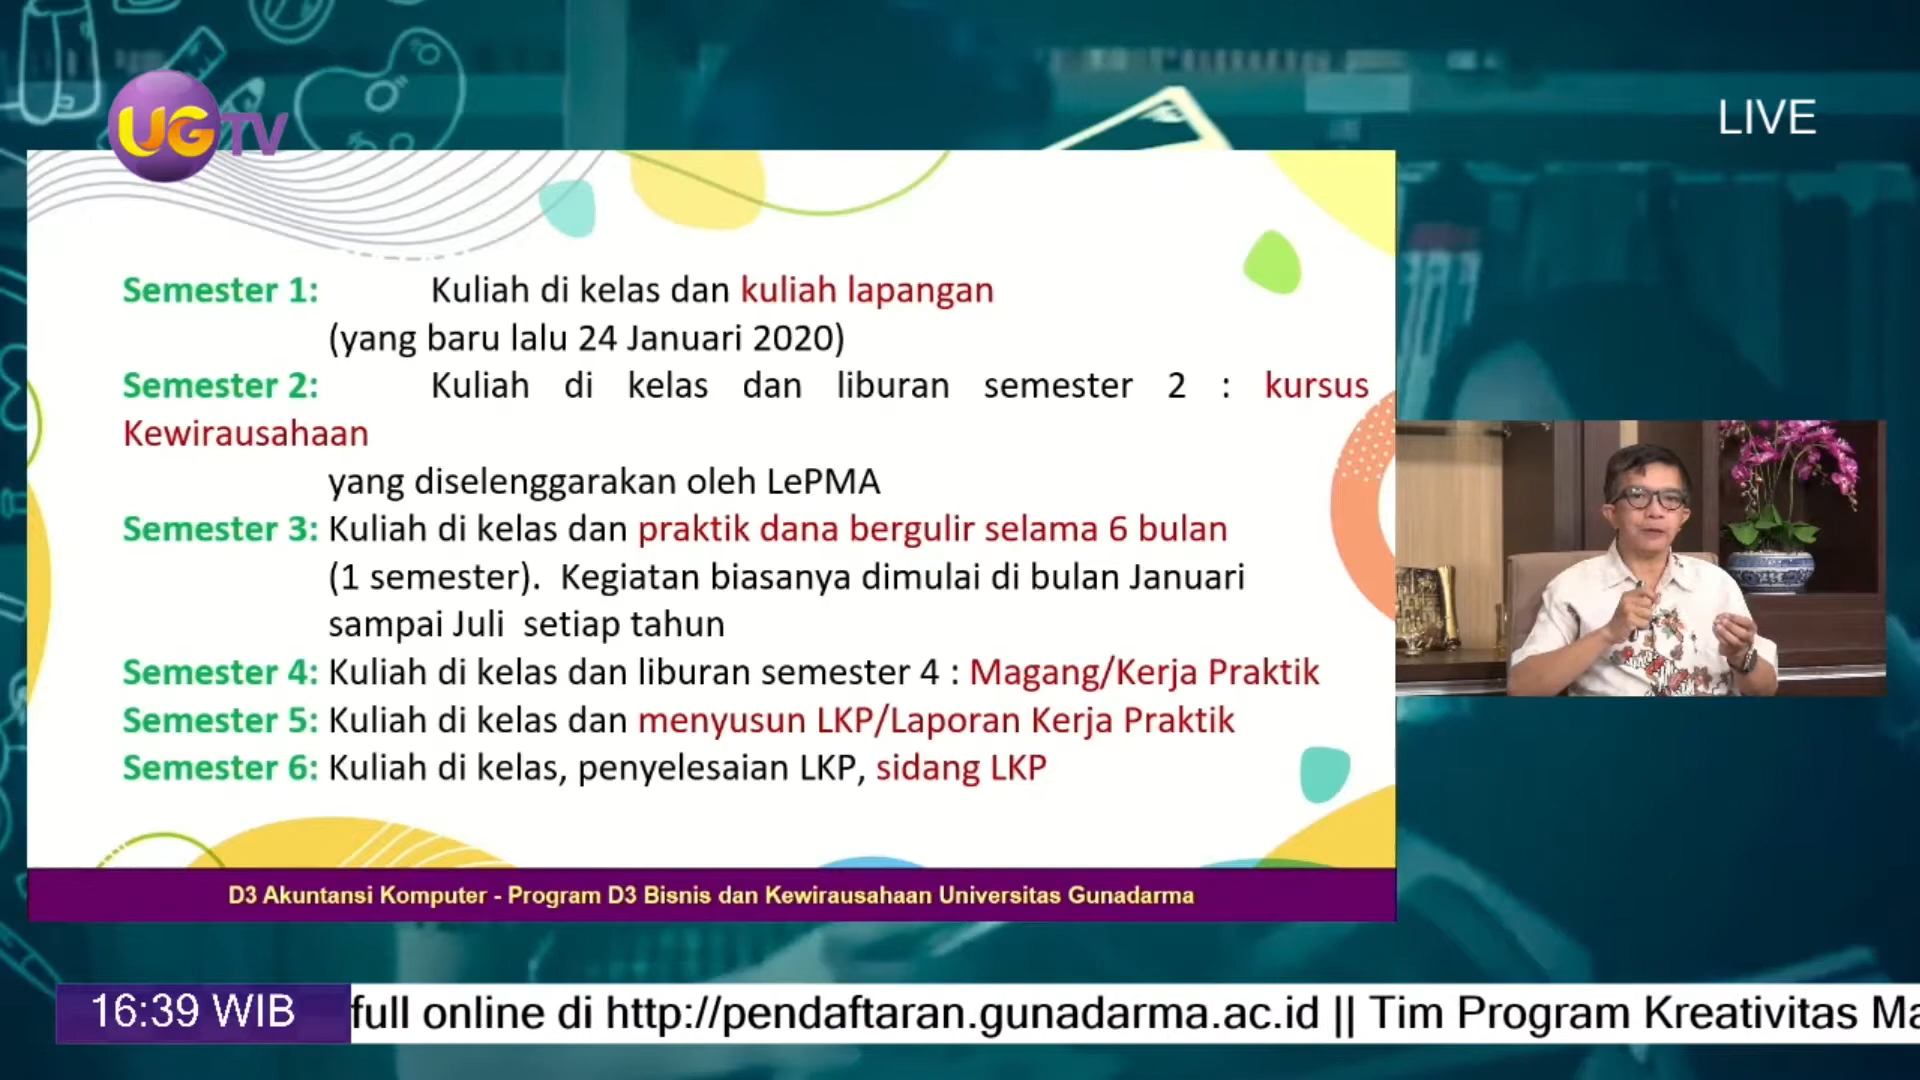 UGTV
LIVE
Semester 1: Kuliah di kelas dan kuliah lapangan
(yang baru lalu 24 Januari 2020)
Semester 2: Kuliah di kelas dan liburan semester 2 : kursus
Kewirausahaan
yang diselenggarakan oleh LePMA
Semester 3: Kuliah di kelas dan praktik dana bergulir selama 6 bulan
(1 semester). Kegiatan biasanya dimulai di bulan Januari
sampai Juli setiap tahun
Semester 4: Kuliah di kelas dan liburan semester 4 : Magang/Kerja Praktik
Semester 5: Kuliah di kelas dan menyusun LKP/Laporan Kerja Praktik
Semester 6: Kuliah di kelas, penyelesaian LKP, sidang LKP
D3 Akuntansi Komputer - Program D3 Bisnis dan Kewirausahaan Universitas Gunadarma
16:39 WIB full online di http://pendaftaran.gunadarma.ac.id || Tim Program Kreativitas Ma